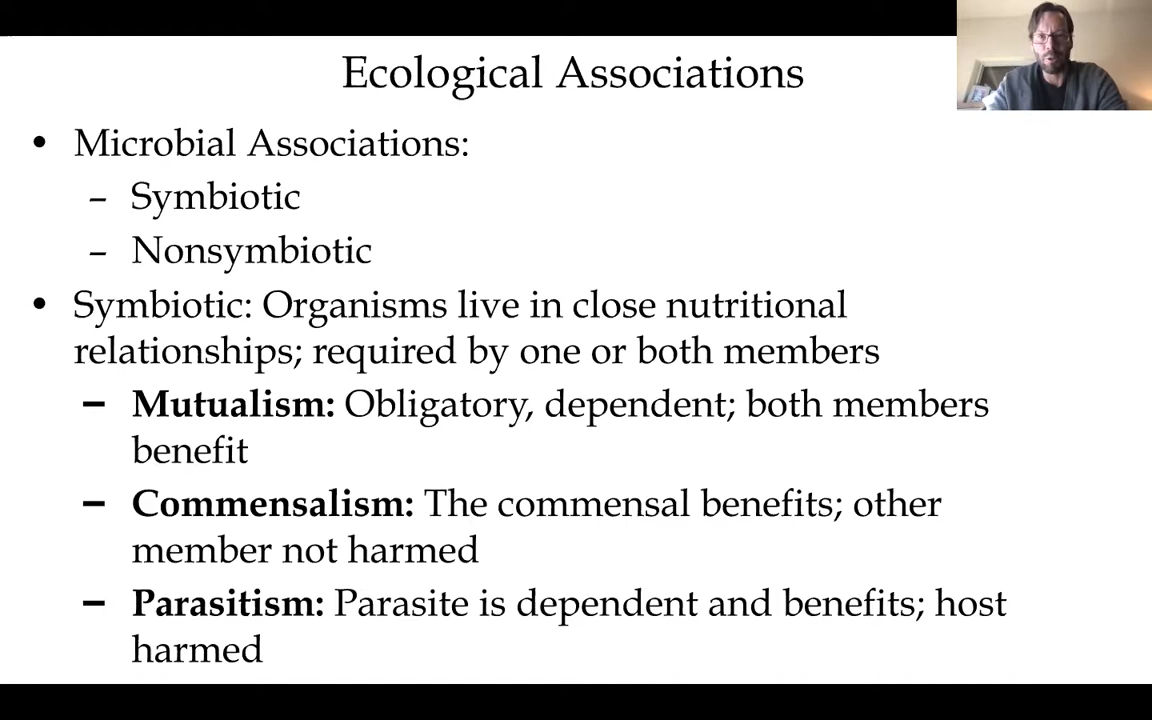 Ecological Associations
• Microbial Associations:
– Symbiotic
– Nonsymbiotic
• Symbiotic: Organisms live in close nutritional
relationships; required by one or both members
– Mutualism: Obligatory, dependent; both members
benefit
– Commensalism: The commensal benefits; other
member not harmed
– Parasitism: Parasite is dependent and benefits; host
harmed